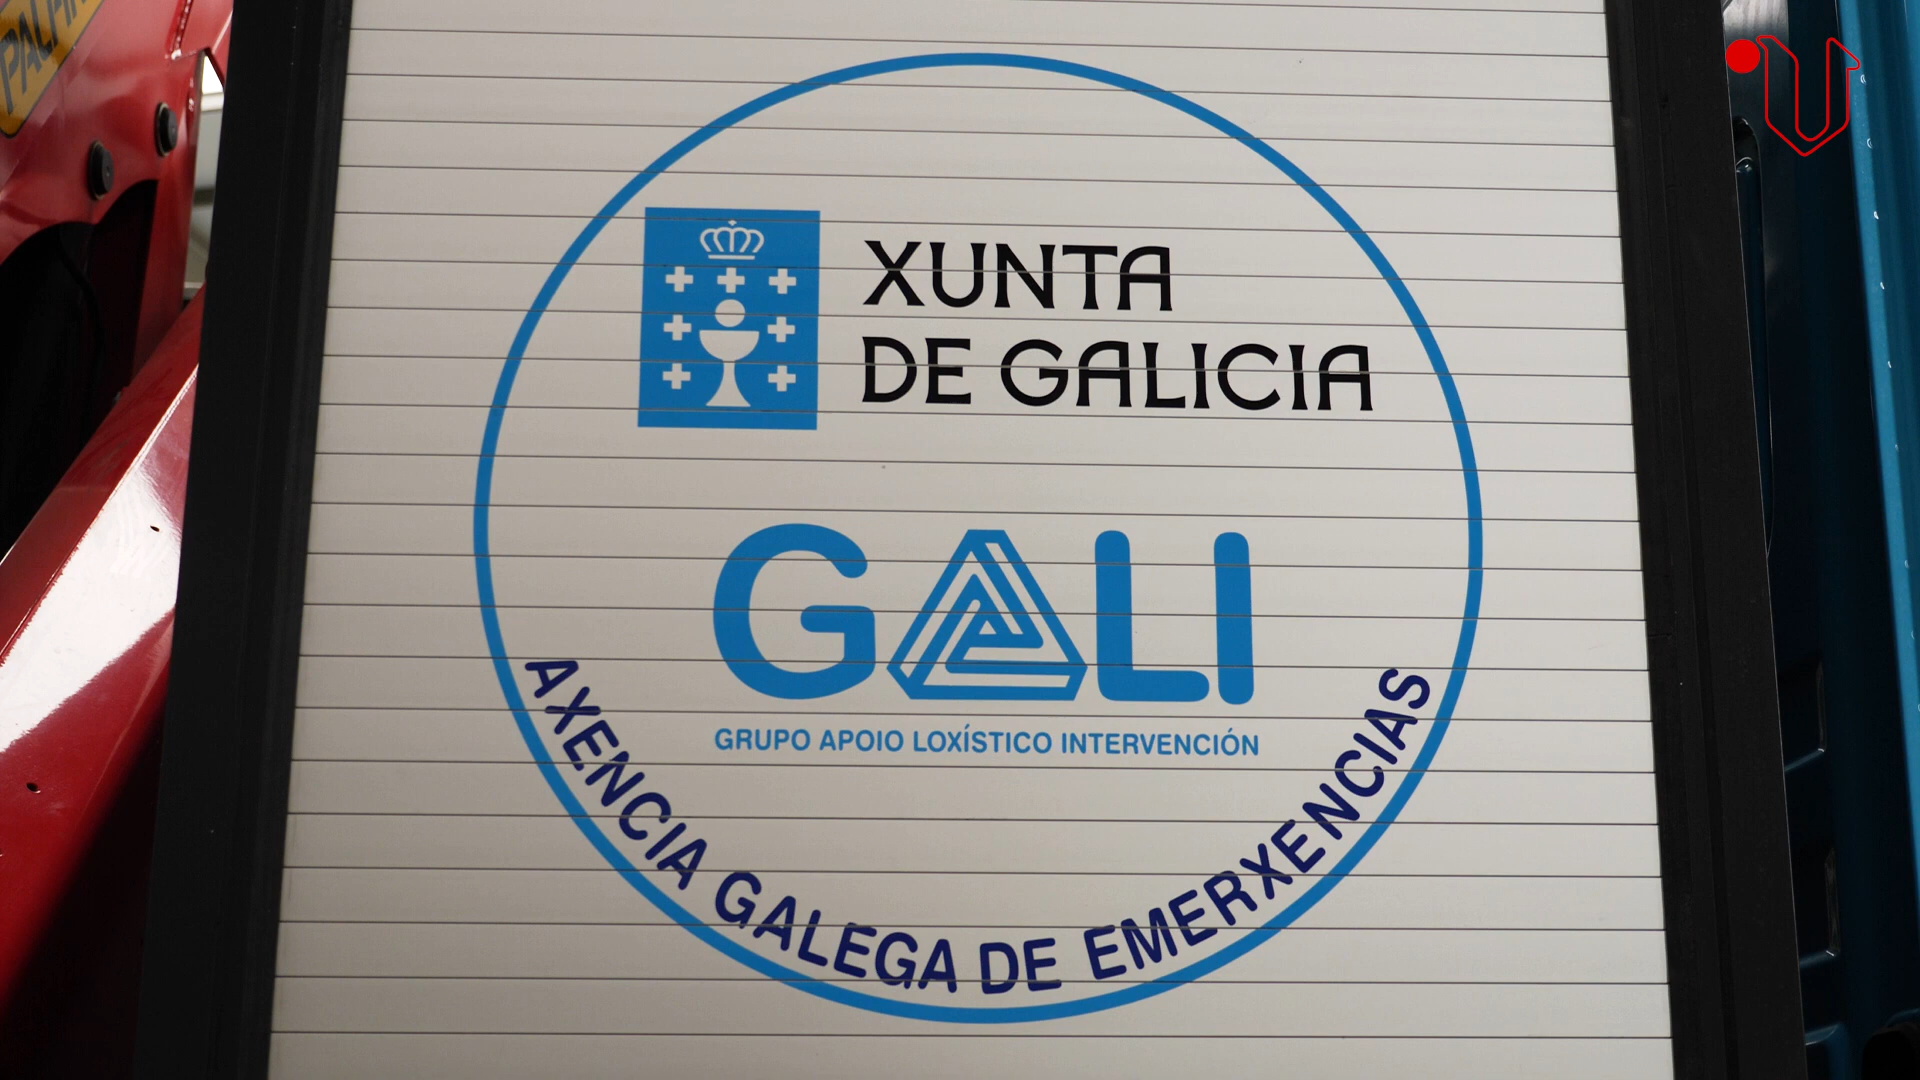 XUNTA
DE GALICIA
GALI
GRUPO APOIO LOXÍSTICO INTERVENCIÓN
AXENCIA GALEGA DE EMERXENCIAS